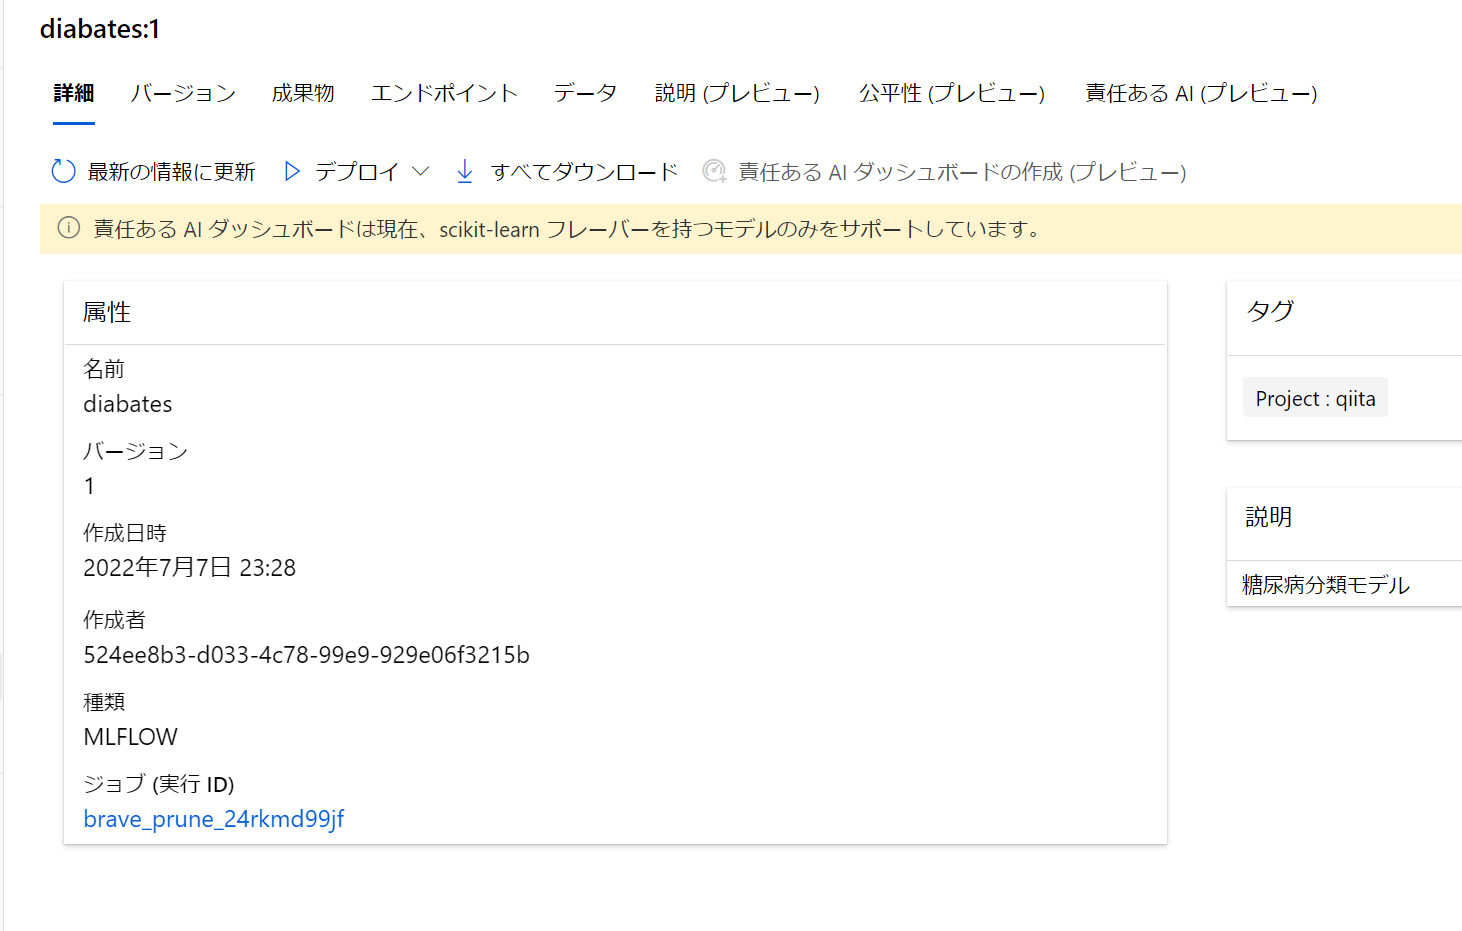 diabates:1
詳細 バージョン 成果物 エンドポイント データ 説明 (プレビュー) 公平性 (プレビュー) 責任ある AI (プレビュー)
最新の情報に更新 デプロイ すべてダウンロード 責任ある AI ダッシュボードの作成 (プレビュー)
責任ある AI ダッシュボードは現在、scikit-learn フレーバーを持つモデルのみをサポートしています。
属性
名前
diabates
バージョン
1
作成日時
2022年7月7日 23:28
作成者
524ee8b3-d033-4c78-99e9-929e06f3215b
種類
MLFLOW
ジョブ (実行 ID)
brave_prune_24rkmd99jf
タグ
Project : qiita
説明
糖尿病分類モデル